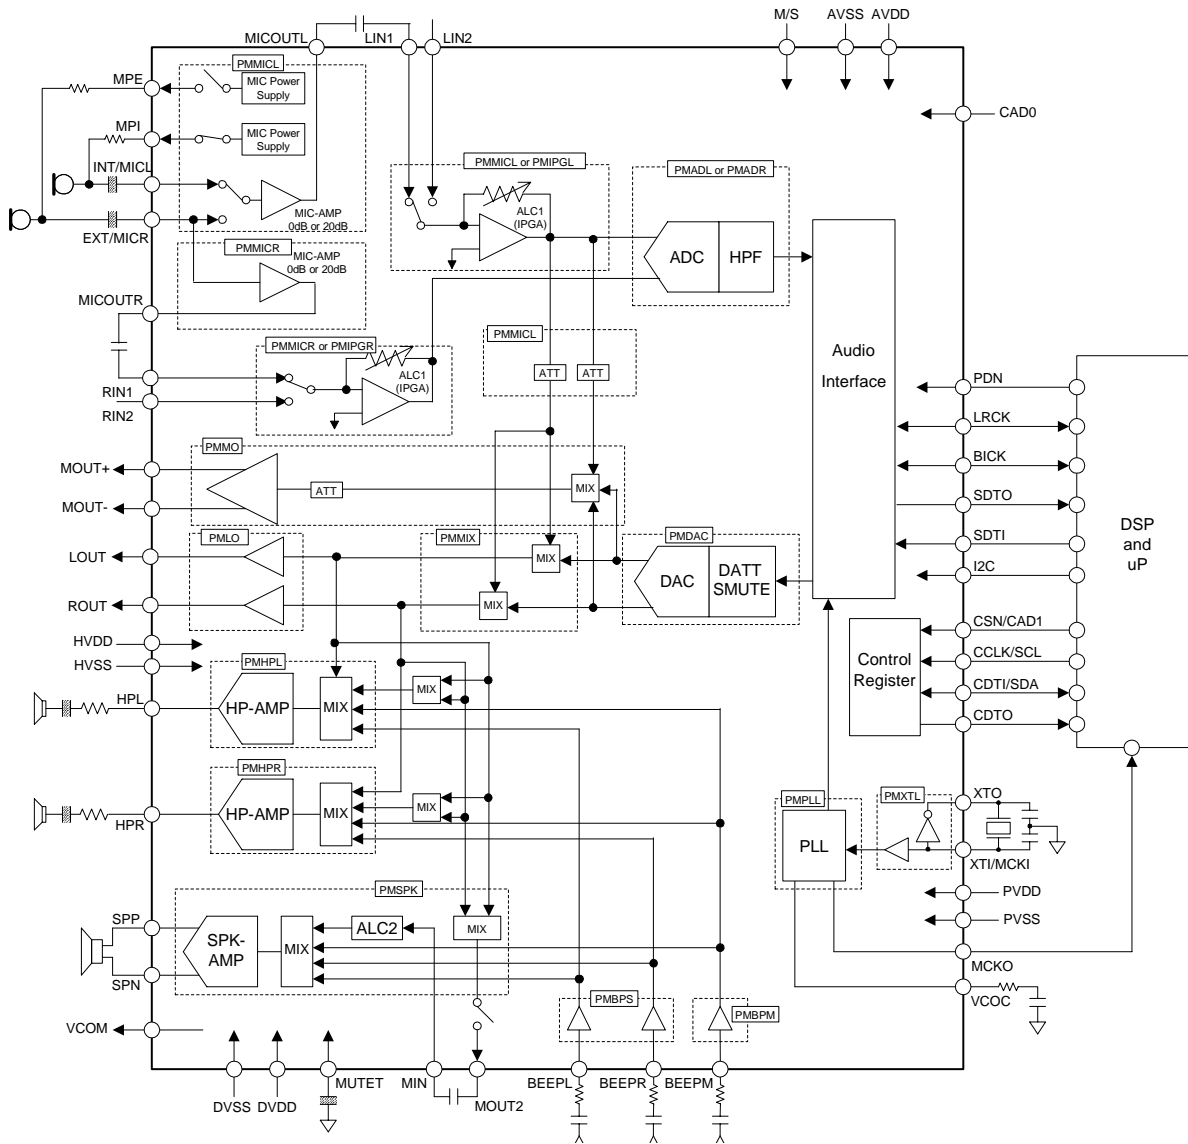 MICOUTL
LIN1
LIN2
M/S
AVSS
AVDD
PMMICL
MPE
MIC Power
Supply
CAD0
MPI
MIC Power
Supply
PMMICL or PMIPGL
PMADL or PMADR
INT/MICL
ALC1
(IPGA)
MIC-AMP
0dB or 20dB
EXT/MICR
PMMICR
MIC-AMP
0dB or 20dB
ADC
HPF
MICOUTR
PMMICL
PMMICR or PMIPGR
Audio
Interface
ALC1
(IPGA)
ATT
ATT
RIN1
RIN2
PDN
LRCK
PMMO
MOUT+
BICK
ATT
MIX
SDTO
MOUT-
DSP
and
uP
PMLO
PMMIX
PMDAC
SDTI
LOUT
MIX
DAC
DATT
SMUTE
I2C
ROUT
MIX
CSN/CAD1
HVDD
HVSS
Control
Register
CCLK/SCL
PMHPL
CDTI/SDA
HPL
HP-AMP
MIX
MIX
CDTO
PMHPR
PMPLL
PMXTL
XTO
HPR
HP-AMP
MIX
MIX
PLL
XTI/MCKI
PMSPK
PVDD
SPP
ALC2
MIX
PVSS
SPK-
AMP
MIX
SPN
MCKO
VCOC
PMBPS
PMBPM
VCOM
DVSS
DVDD
MUTET
MIN
MOUT2
BEEPL
BEEPR
BEEPM